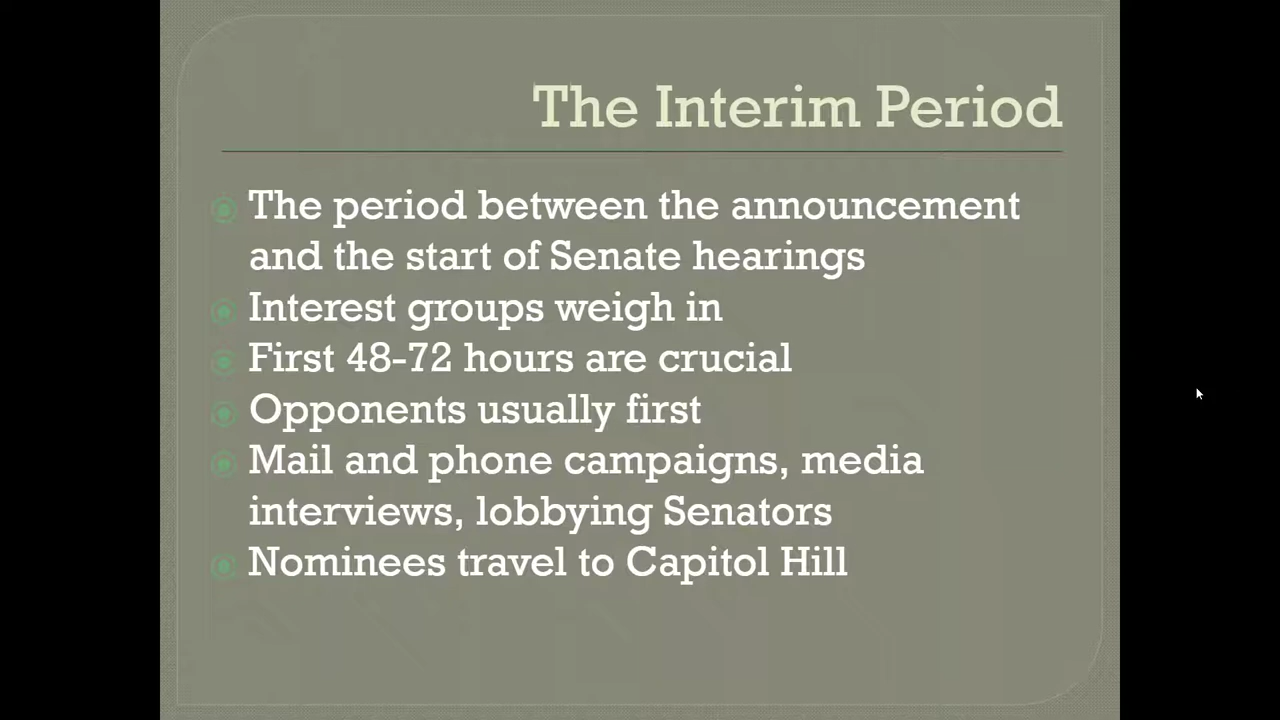 The Interim Period
The period between the announcement
and the start of Senate hearings
Interest groups weigh in
First 48-72 hours are crucial
Opponents usually first
Mail and phone campaigns, media
interviews, lobbying Senators
Nominees travel to Capitol Hill